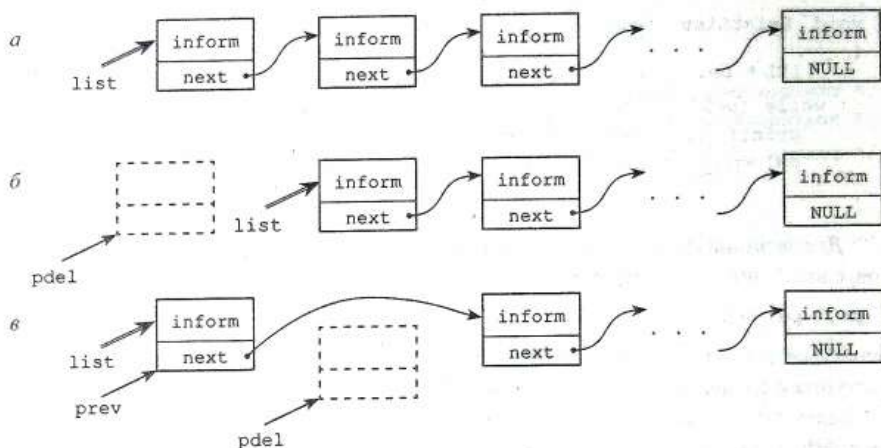 а
inform inform inform . . . inform
list next next next NULL
б
inform inform . . . inform
list next next NULL
pdel
в
inform inform . . . inform
list next next NULL
prev
pdel